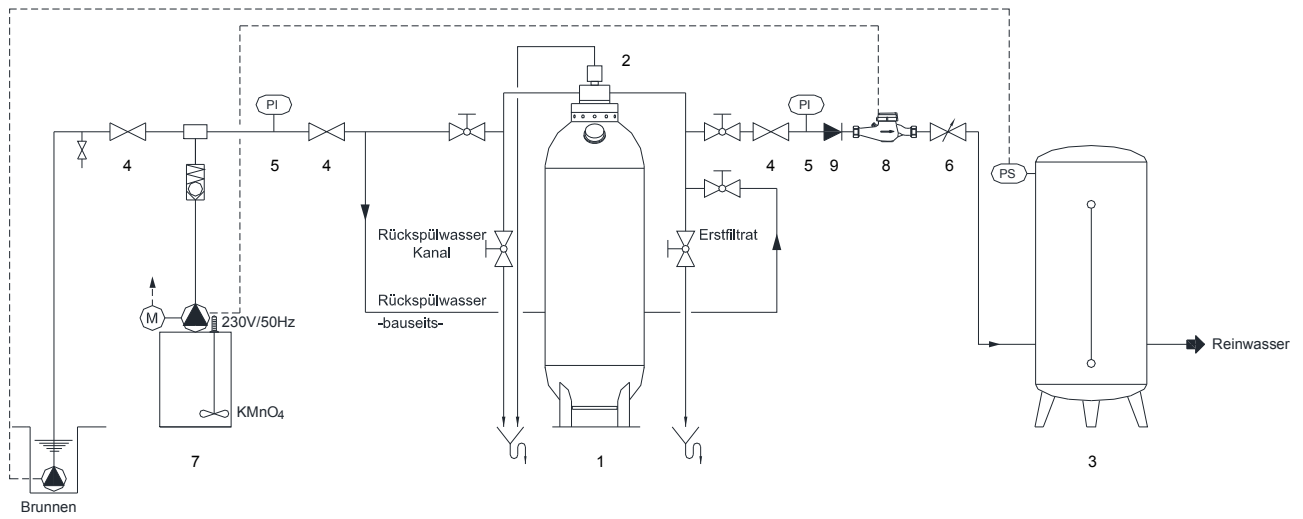 2
PI
PI
4
5
4
4
5
9
8
6
PS
Rückspülwasser
Kanal
Erstfiltrat
Rückspülwasser
-bauseits-
M
230V/50Hz
Reinwasser
KMnO4
7
1
3
Brunnen